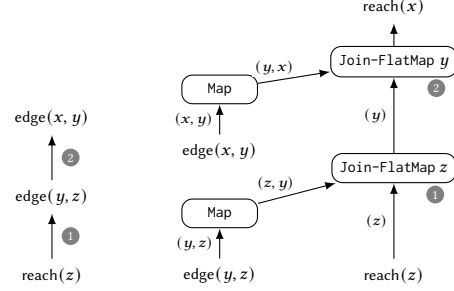 edge(x, y)
2
edge(y, z)
1
reach(z)
reach(x)
Join-FlatMap y
2
(y, x)
Map
(x, y)
edge(x, y)
(y)
Join-FlatMap z
1
(z, y)
Map
(y, z)
edge(y, z)
(z)
reach(z)